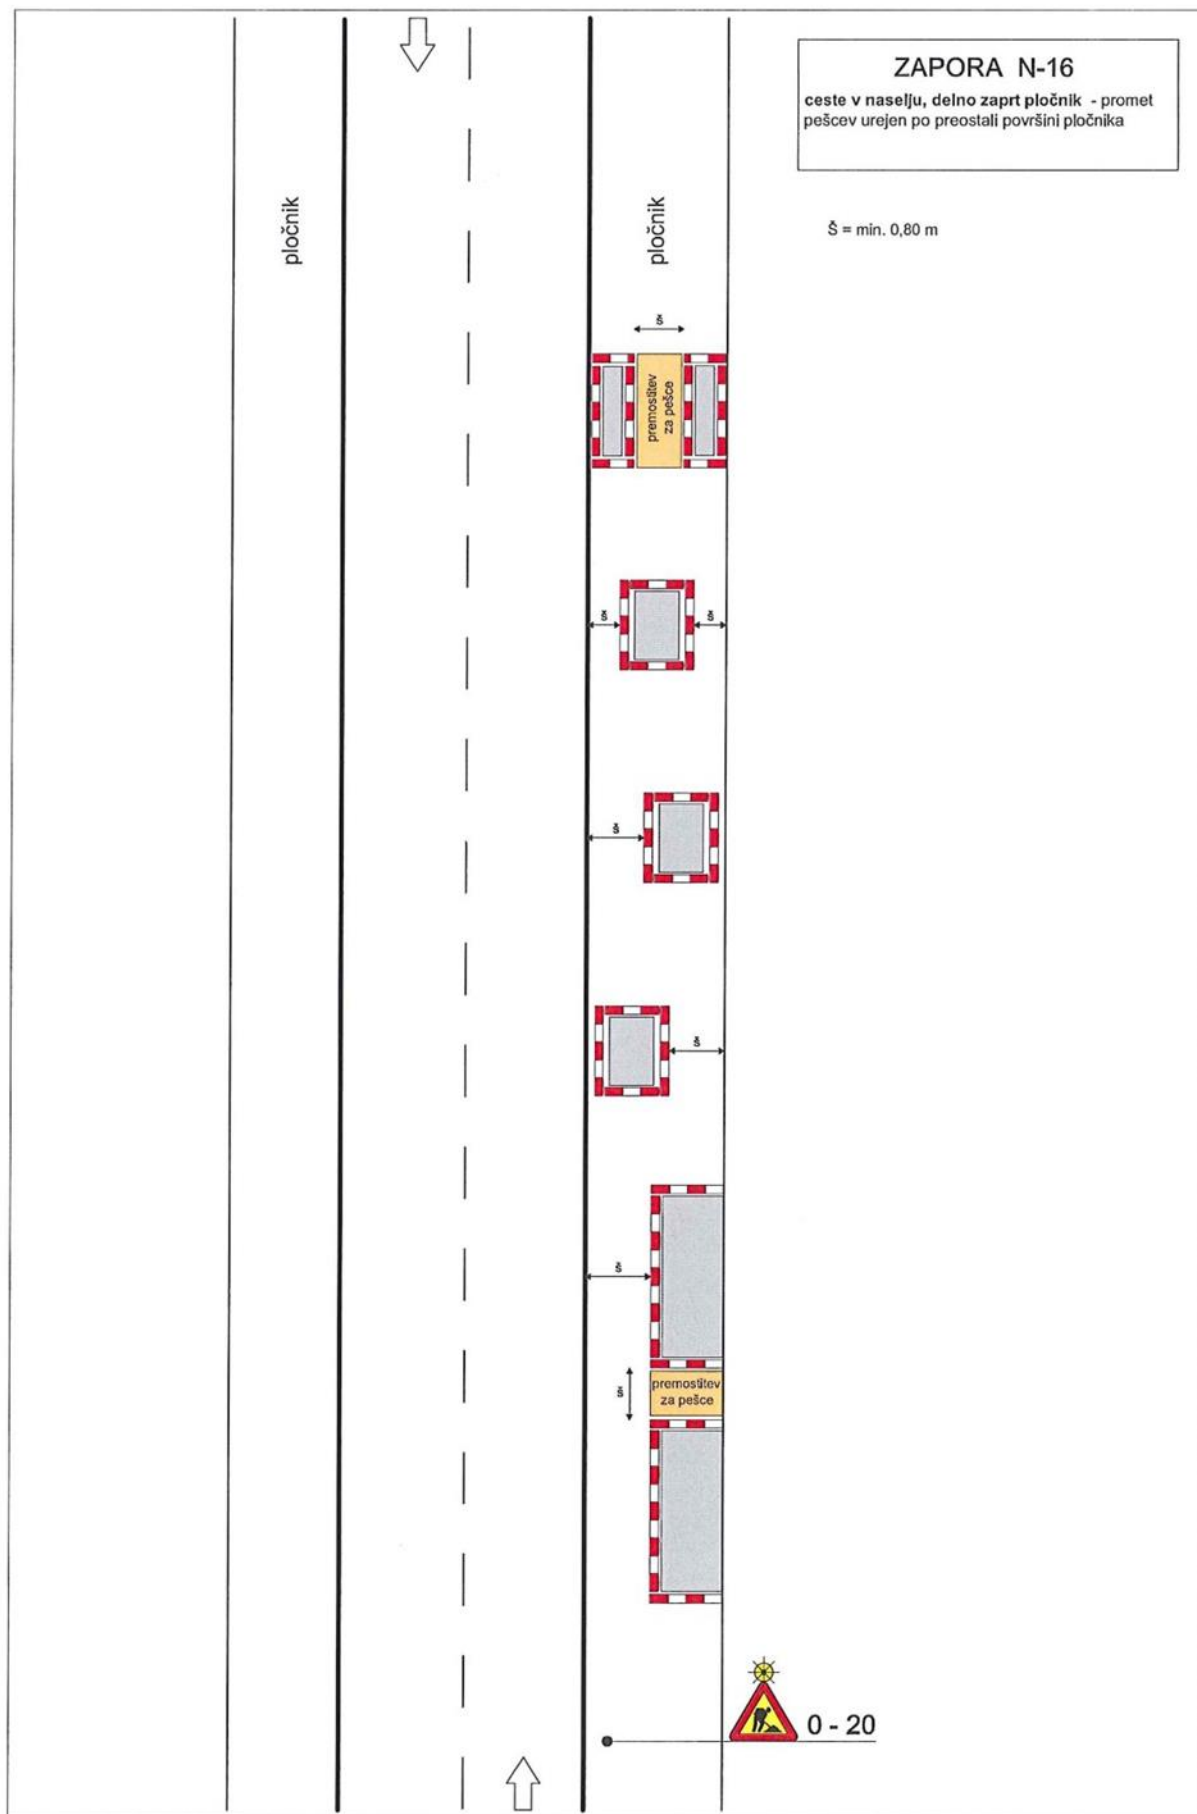 ZAPORA N-16
ceste v naselju, delno zaprt pločnik - promet
pešcev urejen po preostali površini pločnika
Š = min. 0,80 m
pločnik
pločnik
š
premostitev
za pešce
š
š
š
š
š
š
premostitev
za pešce
0 - 20